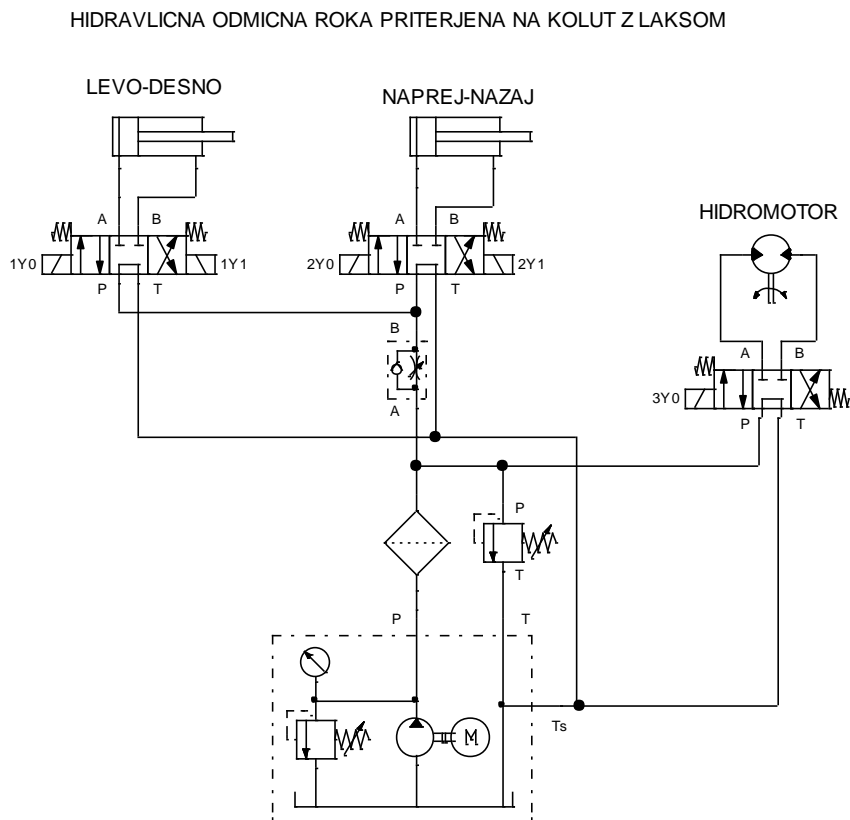 HIDRAVLICNA ODMICNA ROKA PRITERJENA NA KOLUT Z LAKSOM
LEVO-DESNO
NAPREJ-NAZAJ
HIDROMOTOR
A B
1Y0 1Y1
P T
A B
2Y0 2Y1
P T
B
A
A B
3Y0
P T
P
T
P T
M
Ts